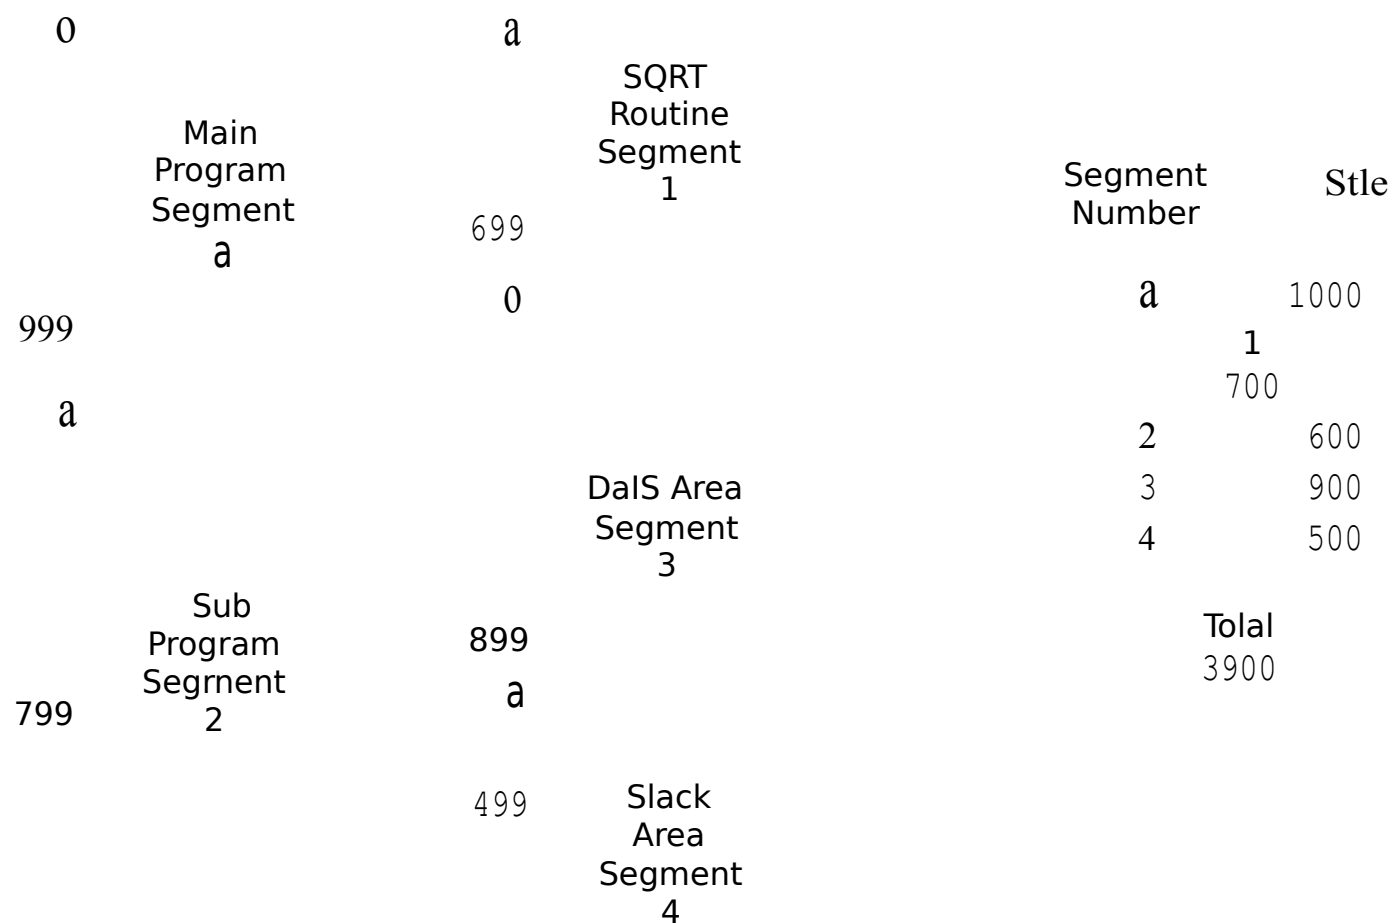 o
Main
Program
Segment
a
999
a
Sub
Program
Segrnent
2
799
a
SQRT
Routine
Segment
1
699
0
DaIS Area
Segment
3
899
a
499
Slack
Area
Segment
4
Segment Stle
Number
a 1000
1
700
2 600
3 900
4 500
Tolal
3900